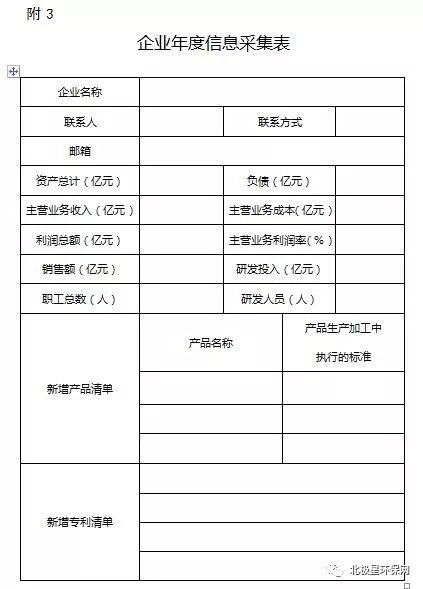 附 3
企业年度信息采集表
企业名称
联系人 联系方式
邮箱
资产总计（亿元） 负债（亿元）
主营业务收入（亿元） 主营业务成本（亿元）
利润总额（亿元） 主营业务利润率（%）
销售额（亿元） 研发投入（亿元）
职工总数（人） 研发人员（人）
新增产品清单
产品名称
产品生产加工中
执行的标准
新增专利清单
北极星环保网